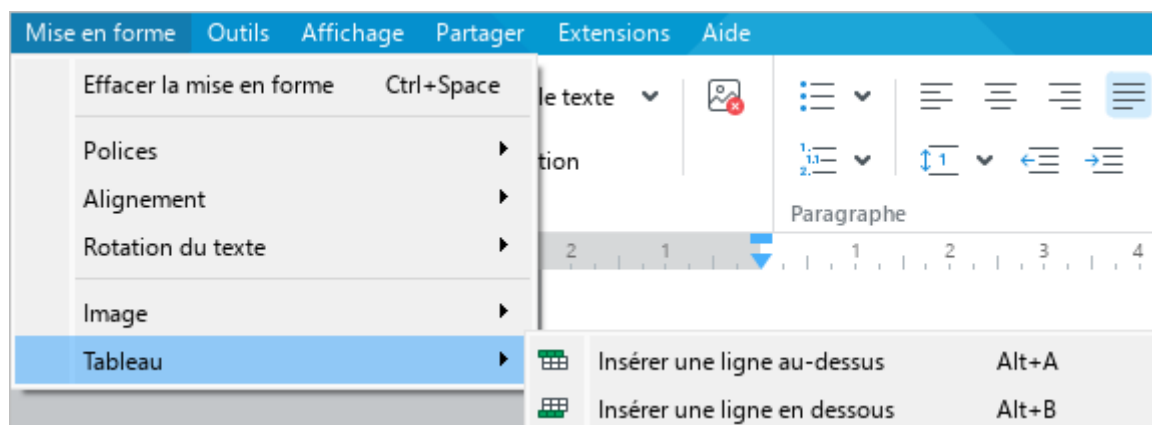 Mise en forme Outils Affichage Partager Extensions Aide
Effacer la mise en forme Ctrl+Space
le texte
Polices
tion
Alignement
Paragraphe
Rotation du texte
2 1 1 2 3 4
Image
Tableau
Insérer une ligne au-dessus Alt+A
Insérer une ligne en dessous Alt+B